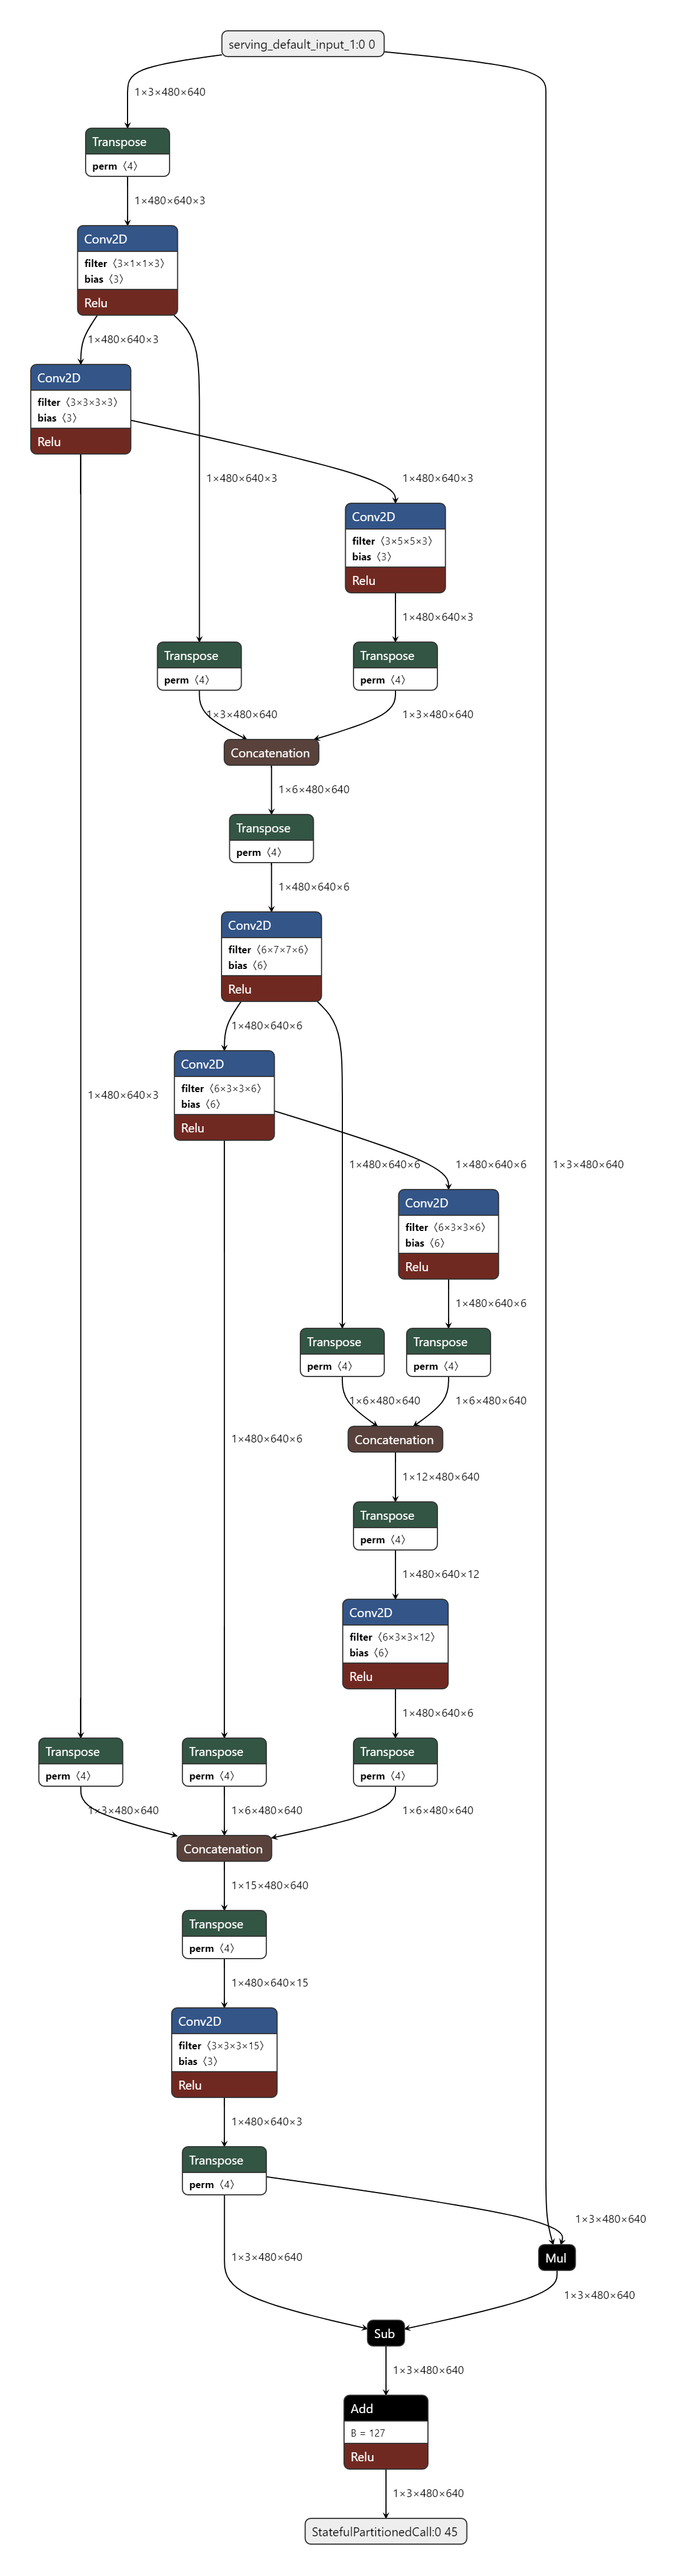 serving_default_input_1:0 0
1×3×480×640
Transpose
perm 〈4〉
1×480×640×3
Conv2D
filter 〈3×1×1×3〉
bias 〈3〉
Relu
1×480×640×3
Conv2D
filter 〈3×3×3×3〉
bias 〈3〉
Relu
1×480×640×3
1×480×640×3
Conv2D
filter 〈3×5×5×3〉
bias 〈3〉
Relu
1×480×640×3
Transpose
perm 〈4〉
Transpose
perm 〈4〉
1×3×480×640
1×3×480×640
Concatenation
1×6×480×640
Transpose
perm 〈4〉
1×480×640×6
Conv2D
filter 〈6×7×7×6〉
bias 〈6〉
Relu
1×480×640×6
Conv2D
filter 〈6×3×3×6〉
bias 〈6〉
Relu
1×480×640×3
1×480×640×6
1×480×640×6
1×3×480×640
Conv2D
filter 〈6×3×3×6〉
bias 〈6〉
Relu
1×480×640×6
Transpose
perm 〈4〉
Transpose
perm 〈4〉
1×6×480×640
1×6×480×640
Concatenation
1×480×640×6
1×12×480×640
Transpose
perm 〈4〉
1×480×640×12
Conv2D
filter 〈6×3×3×12〉
bias 〈6〉
Relu
1×480×640×6
Transpose
perm 〈4〉
Transpose
perm 〈4〉
Transpose
perm 〈4〉
1×3×480×640
1×6×480×640
1×6×480×640
Concatenation
1×15×480×640
Transpose
perm 〈4〉
1×480×640×15
Conv2D
filter 〈3×3×3×15〉
bias 〈3〉
Relu
1×480×640×3
Transpose
perm 〈4〉
1×3×480×640
1×3×480×640
Mul
1×3×480×640
Sub
1×3×480×640
Add
B = 127
Relu
1×3×480×640
StatefulPartitionedCall:0 45